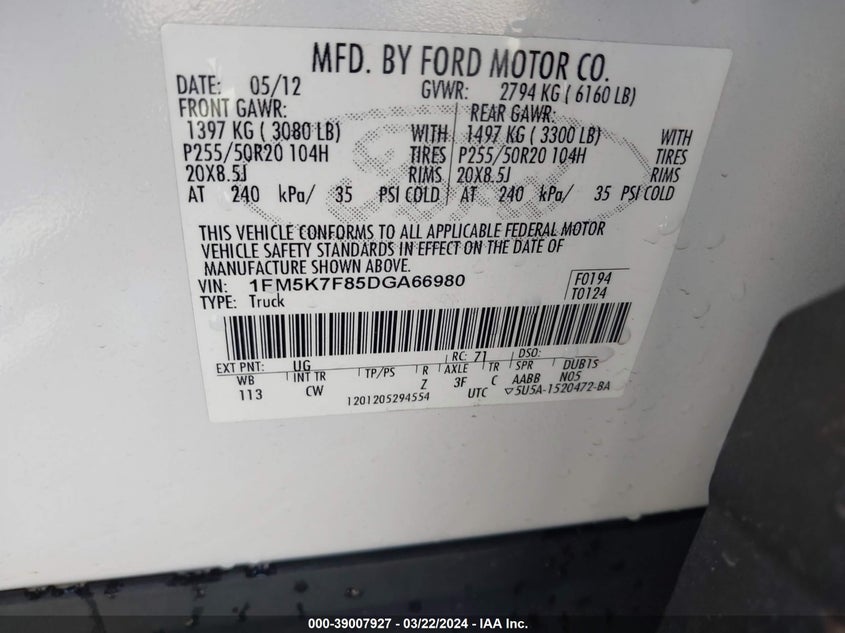 MFD. BY FORD MOTOR CO.
DATE: 05/12 GVWR: 2794 KG ( 6160 LB)
FRONT GAWR: REAR GAWR:
1397 KG ( 3080 LB) WITH 1497 KG ( 3300 LB) WITH
P255/50R20 104H TIRES P255/50R20 104H TIRES
20X8.5J RIMS 20X8.5J RIMS
AT 240 kPa/ 35 PSI COLD AT 240 kPa/ 35 PSI COLD
THIS VEHICLE CONFORMS TO ALL APPLICABLE FEDERAL MOTOR
VEHICLE SAFETY STANDARDS IN EFFECT ON THE DATE OF
MANUFACTURE SHOWN ABOVE.
VIN: 1FM5K7F85DGA66980 F0194
TYPE: Truck T0124
EXT PNT: UG RC: 71 DSO:
WB INT TR TP/PS R AXLE TR SPR DUB1S
113 CW Z 3F C AABB N05
1201205294554 UTC ▽5U5A-1520472-BA
000-39007927 - 03/22/2024 - IAA Inc.